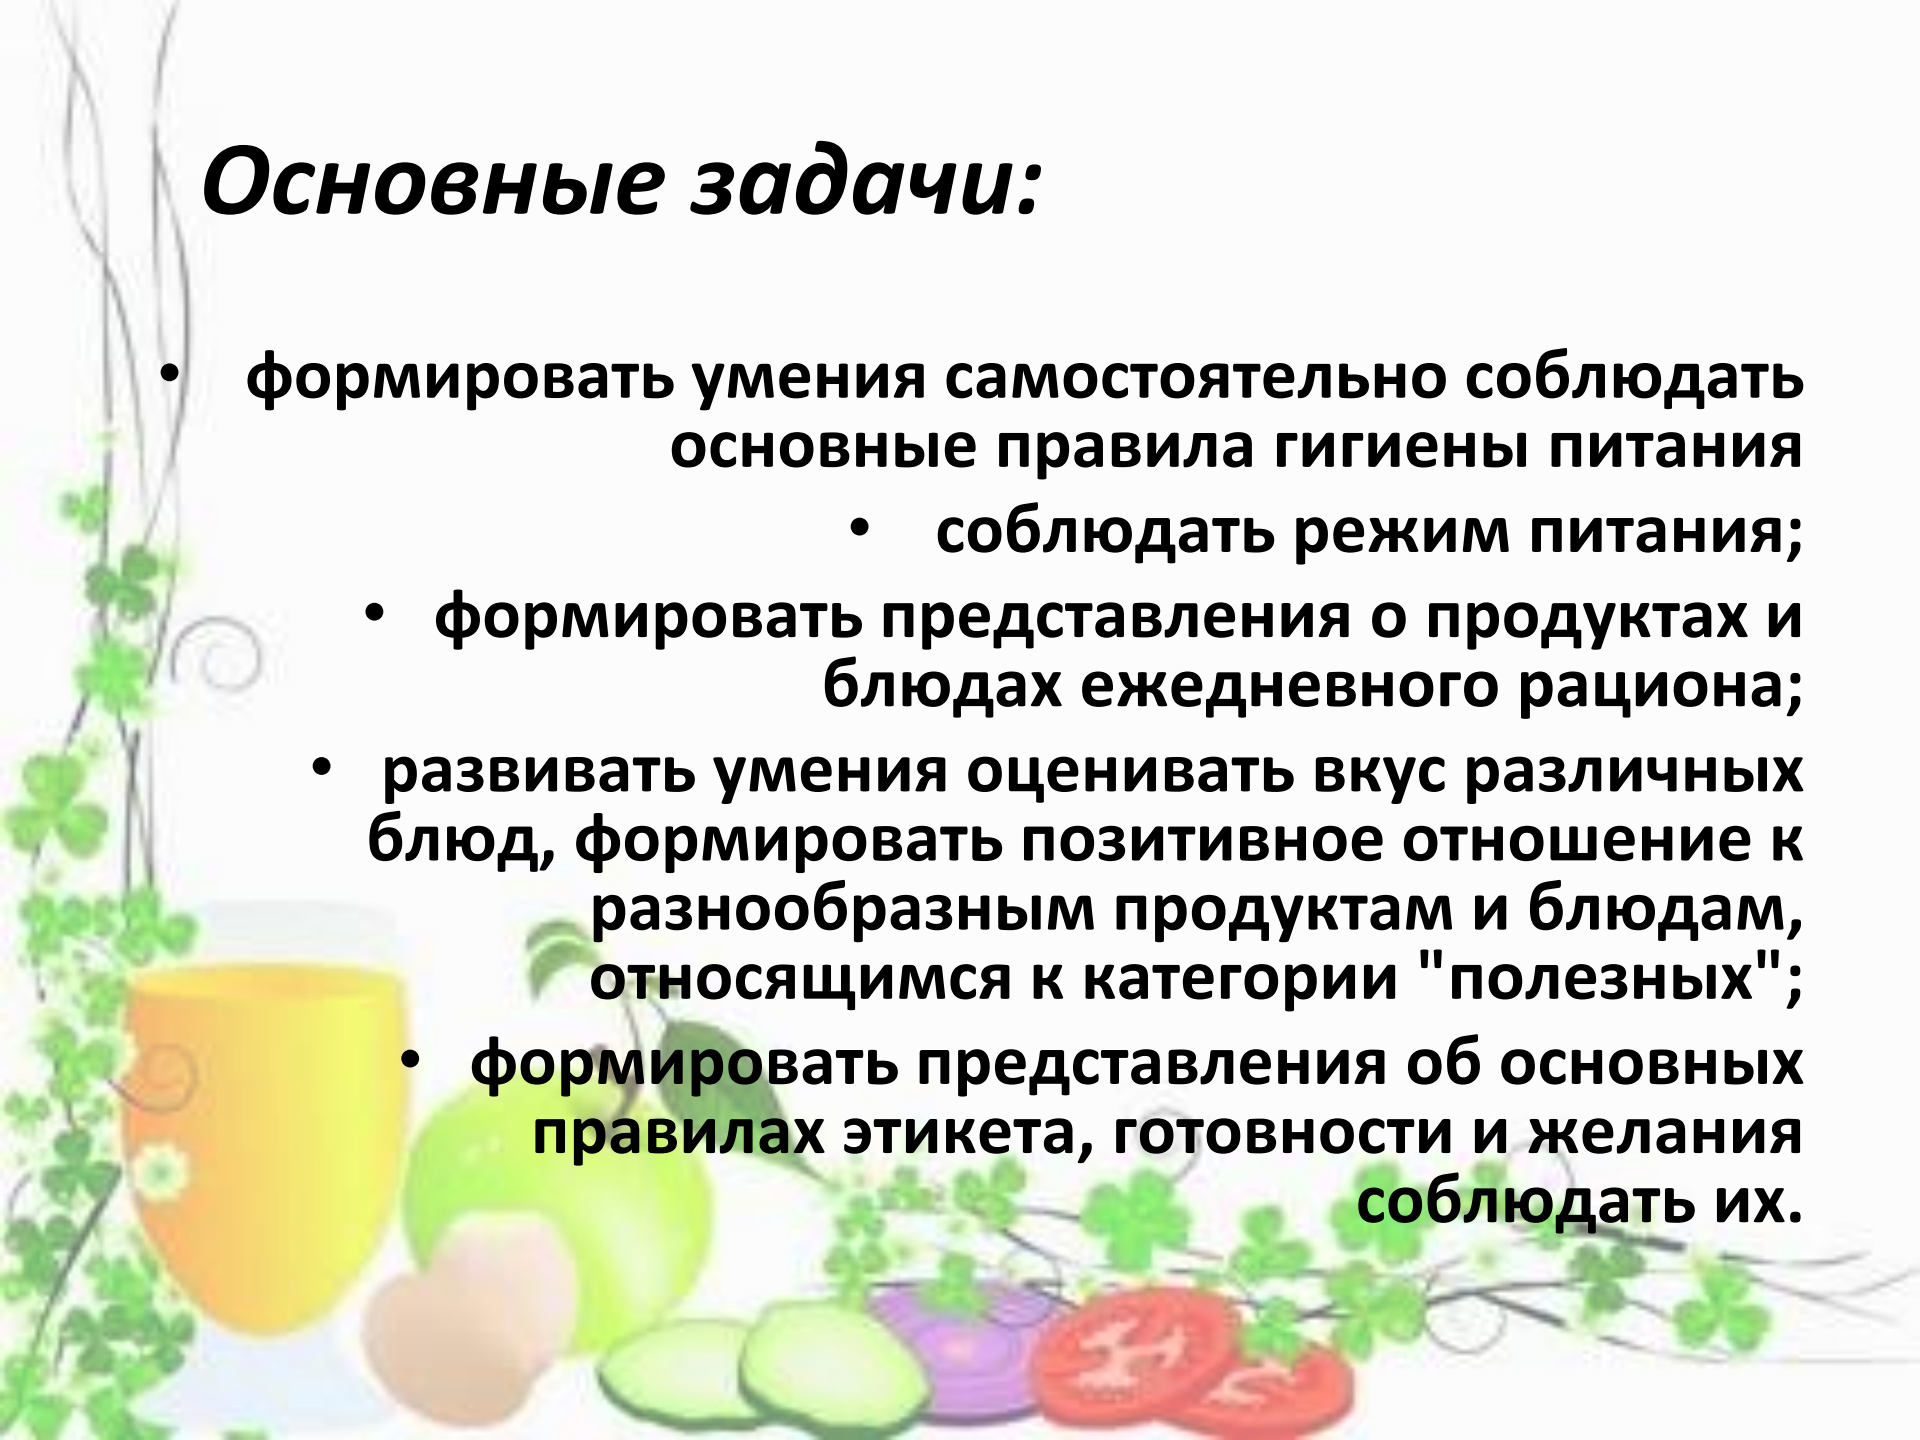 Основные задачи:
• формировать умения самостоятельно соблюдать
основные правила гигиены питания
• соблюдать режим питания;
• формировать представления о продуктах и
блюдах ежедневного рациона;
• развивать умения оценивать вкус различных
блюд, формировать позитивное отношение к
разнообразным продуктам и блюдам,
относящимся к категории "полезных";
• формировать представления об основных
правилах этикета, готовности и желания
соблюдать их.